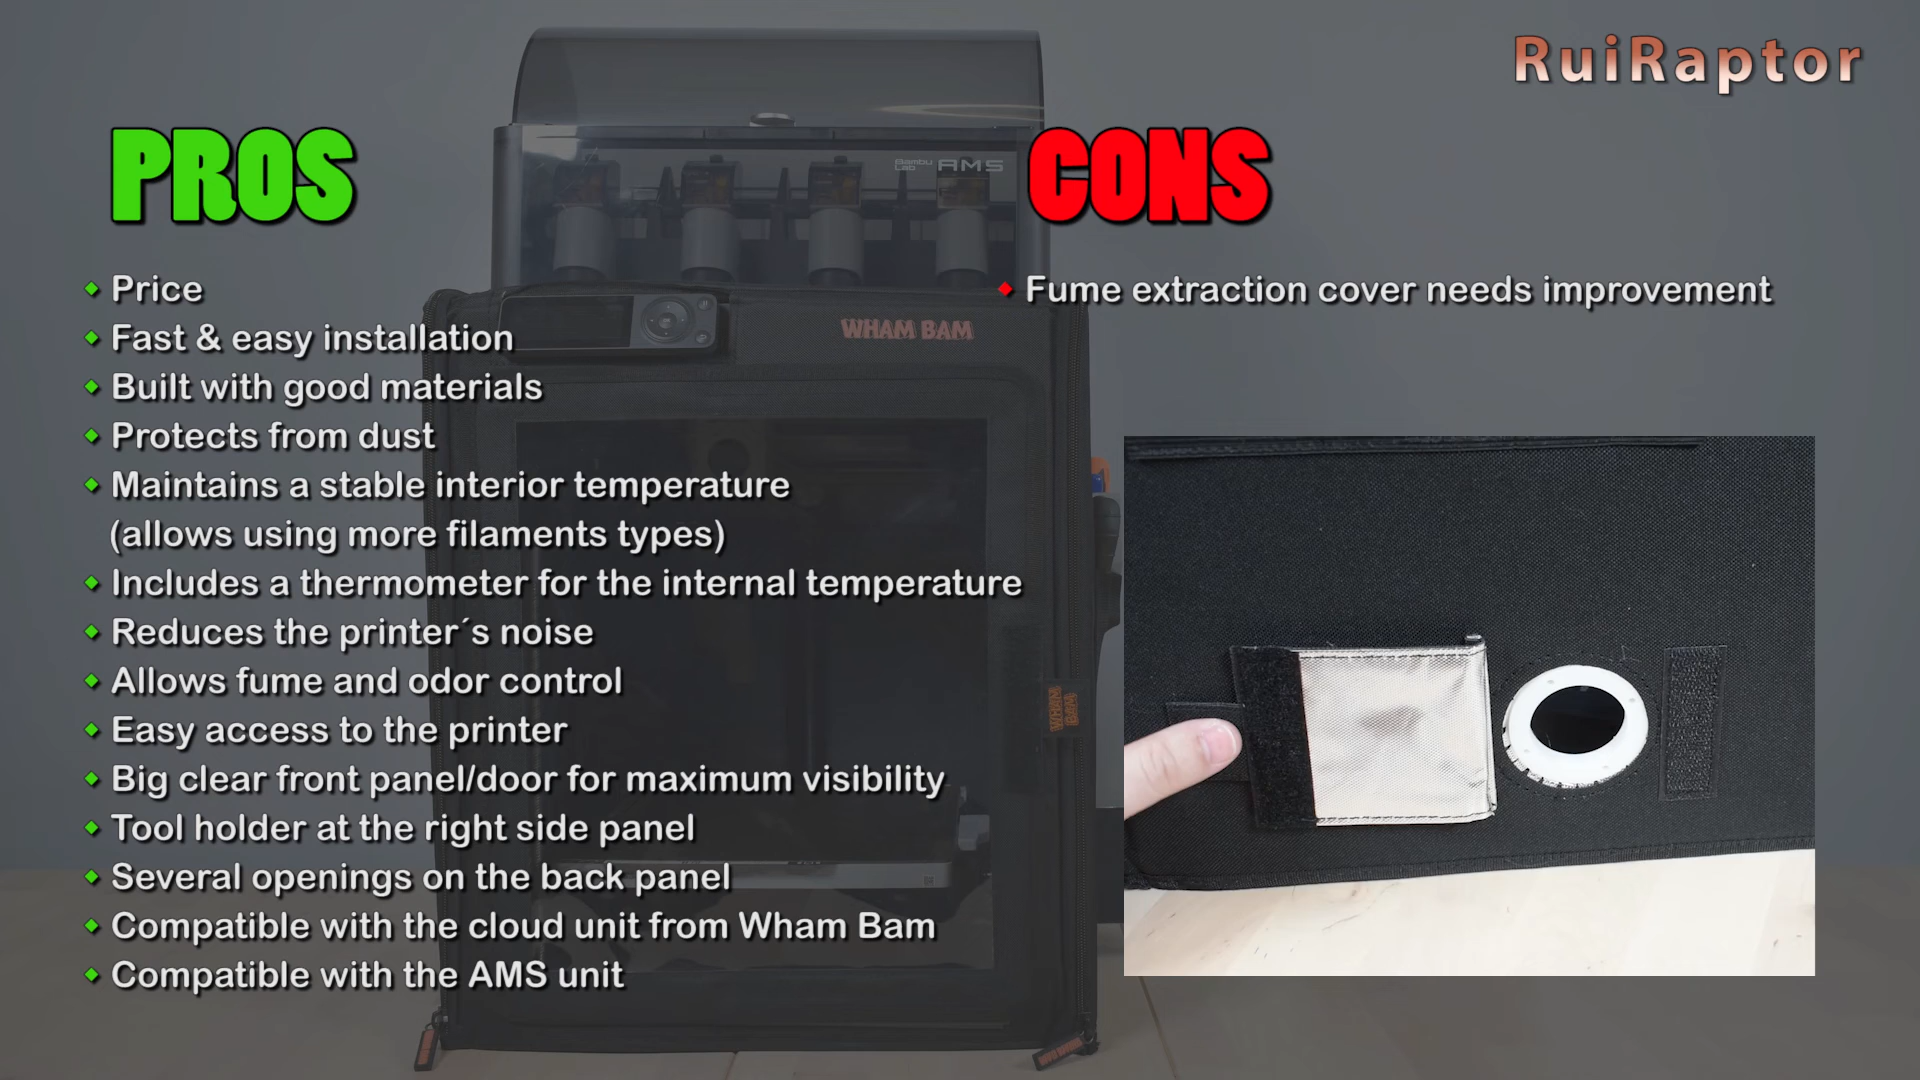 RuiRaptor
PROS
Price
Fast & easy installation
Built with good materials
Protects from dust
Maintains a stable interior temperature
(allows using more filaments types)
Includes a thermometer for the internal temperature
Reduces the printer´s noise
Allows fume and odor control
Easy access to the printer
Big clear front panel/door for maximum visibility
Tool holder at the right side panel
Several openings on the back panel
Compatible with the cloud unit from Wham Bam
Compatible with the AMS unit
CONS
Fume extraction cover needs improvement
Bambu
Lab AMS
WHAM BAM
WHAM
BAM